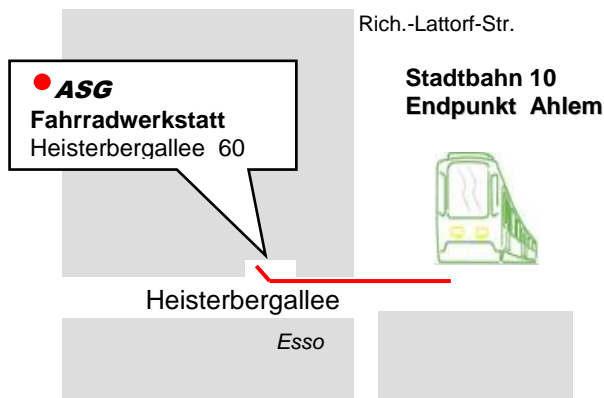 Rich.-Lattorf-Str.
ASG
Fahrradwerkstatt
Heisterbergallee 60
Stadtbahn 10
Endpunkt Ahlem
Heisterbergallee
Esso